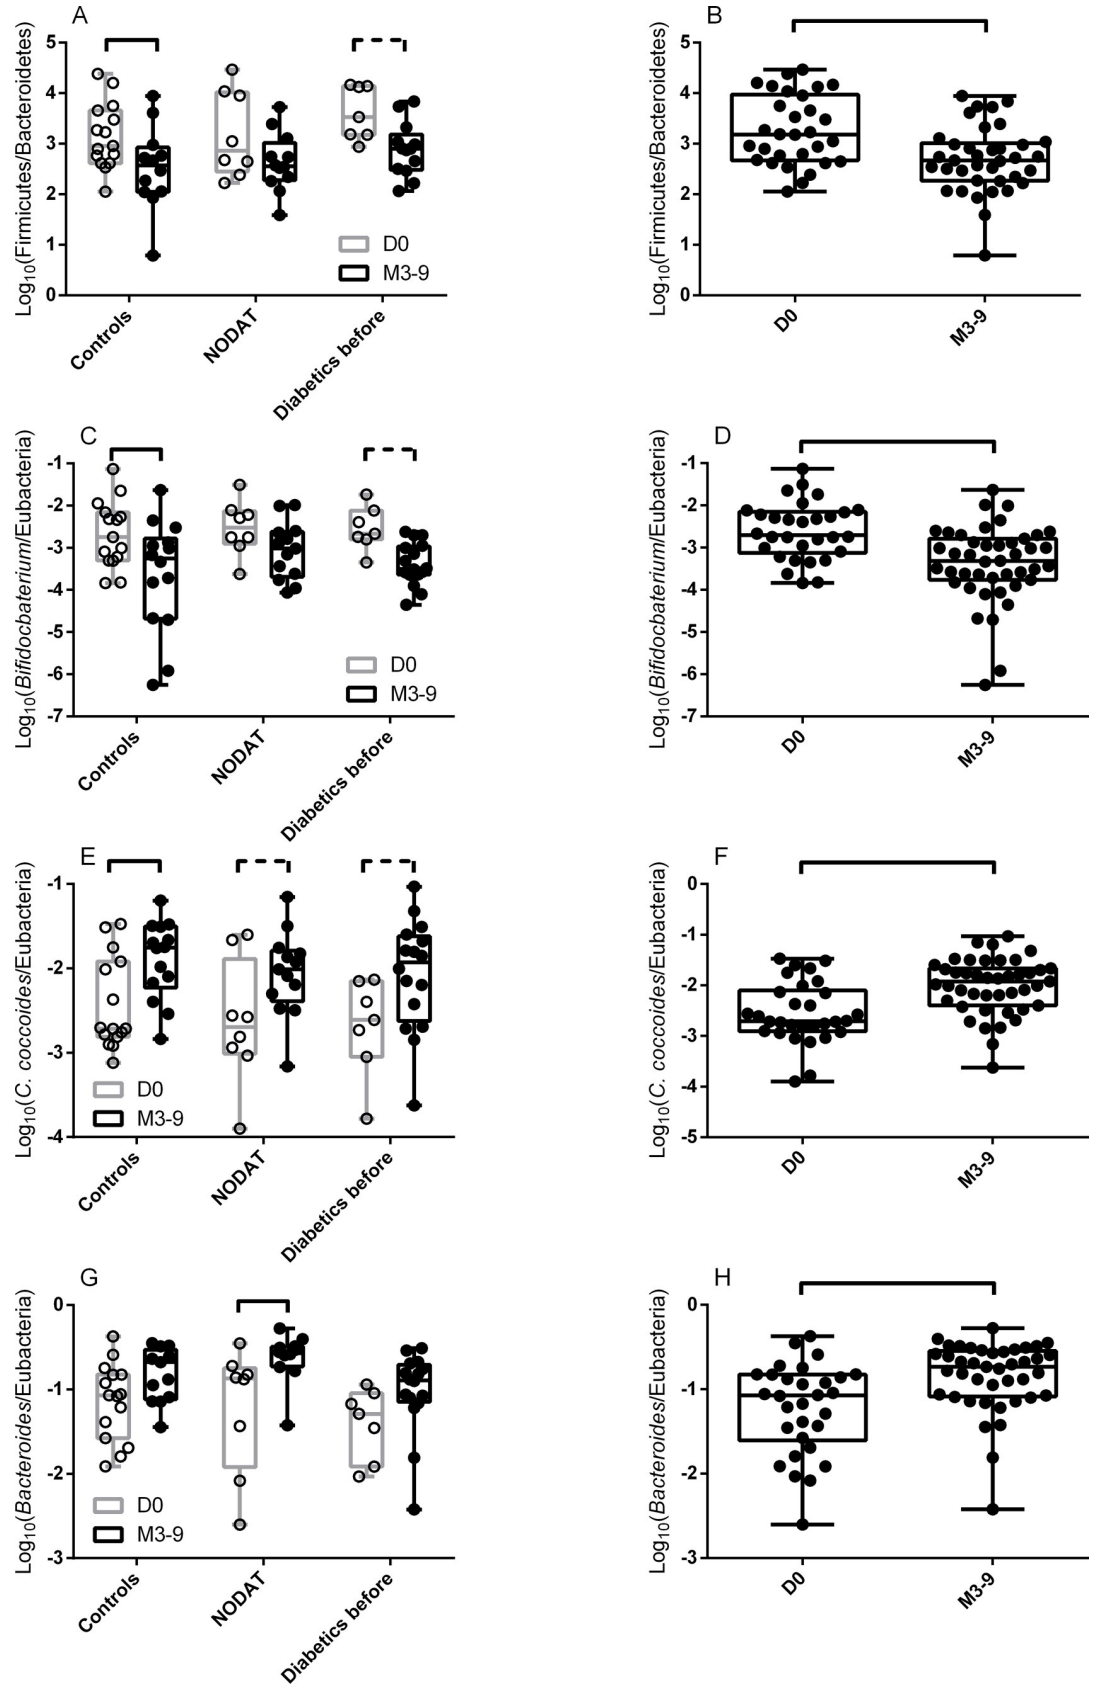 A
Log10(Firmicutes/Bacteroidetes)
5
4
3
2
1
0
D0
M3-9
Controls
NODAT
Diabetics before
B
Log10(Firmicutes/Bacteroidetes)
5
4
3
2
1
0
D0
M3-9
C
Log10(Bifidocbaterium/Eubacteria)
-1
-2
-3
-4
-5
-6
-7
D0
M3-9
Controls
NODAT
Diabetics before
D
Log10(Bifidocbaterium/Eubacteria)
-1
-2
-3
-4
-5
-6
-7
D0
M3-9
E
Log10(C. coccoides/Eubacteria)
-1
-2
-3
-4
D0
M3-9
Controls
NODAT
Diabetics before
F
Log10(C. coccoides/Eubacteria)
0
-1
-2
-3
-4
-5
D0
M3-9
G
Log10(Bacteroides/Eubacteria)
0
-1
-2
-3
D0
M3-9
Controls
NODAT
Diabetics before
H
Log10(Bacteroides/Eubacteria)
0
-1
-2
-3
D0
M3-9